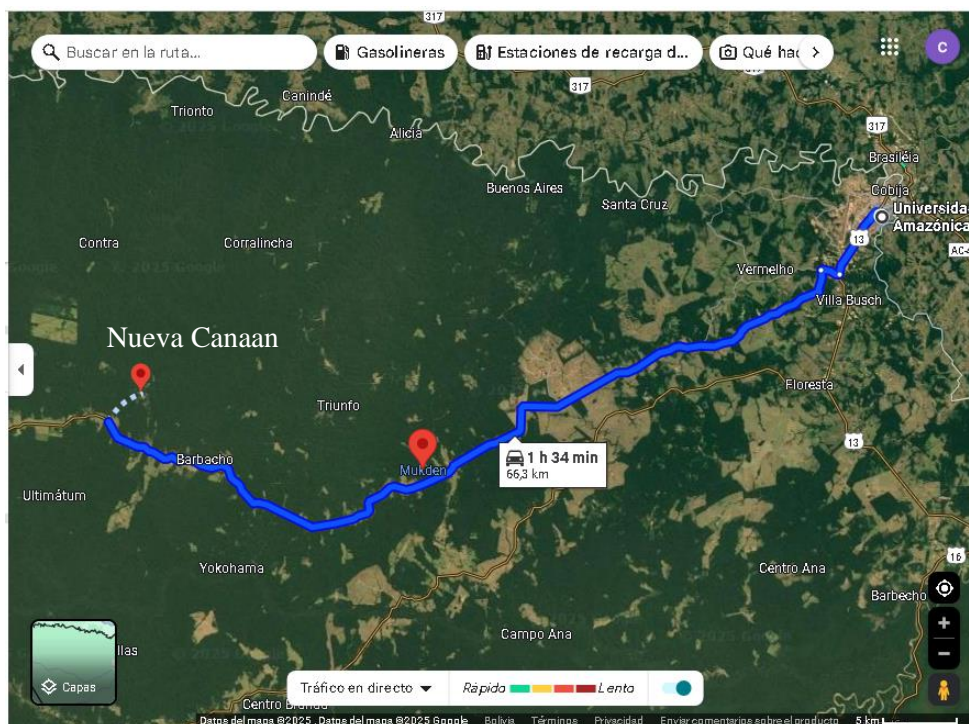 317
Buscar en la ruta...
Gasolineras
Estaciones de recarga d...
Qué hac
C
317
317
Canindé
Trionto
Alicia
317
Brasiléia
Buenos Aires
Cobija
Santa Cruz
Universida
Amazónica
Contra
Corralincha
13
AC-4
Vermelho
Villa Busch
Nueva Canaan
Triunfo
Floresta
13
Barbacho
Mukden
1 h 34 min
66,3 km
Ultimátum
Yokohama
Centro Ana
16
Barbecho
Campo Ana
llas
Capas
Tráfico en directo
Rápida
Lenta
Datos del mapa ©2025 , Datos del mapa ©2025 Google Bolivia Términos Privacidad Enviar comentarios sobre el producto 5 km